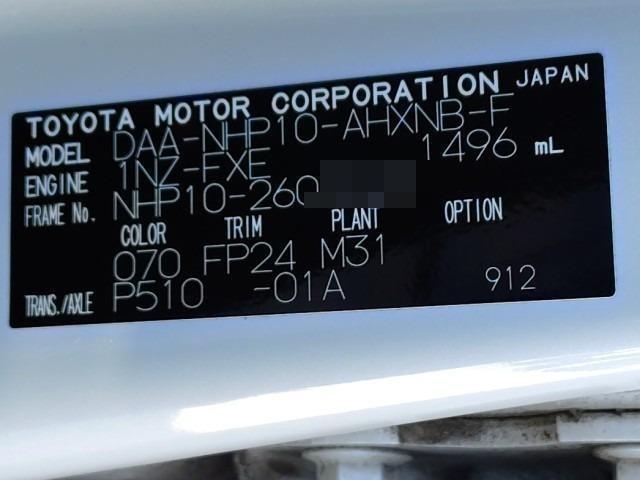 TOYOTA MOTOR CORPORATION JAPAN
MODEL DAA-NHP10-AHXNB-F
ENGINE 1NZ-FXE 1496 mL
FRAME No. NHP10-260
COLOR TRIM PLANT OPTION
070 FP24 M31
TRANS./AXLE P510 -01A 912